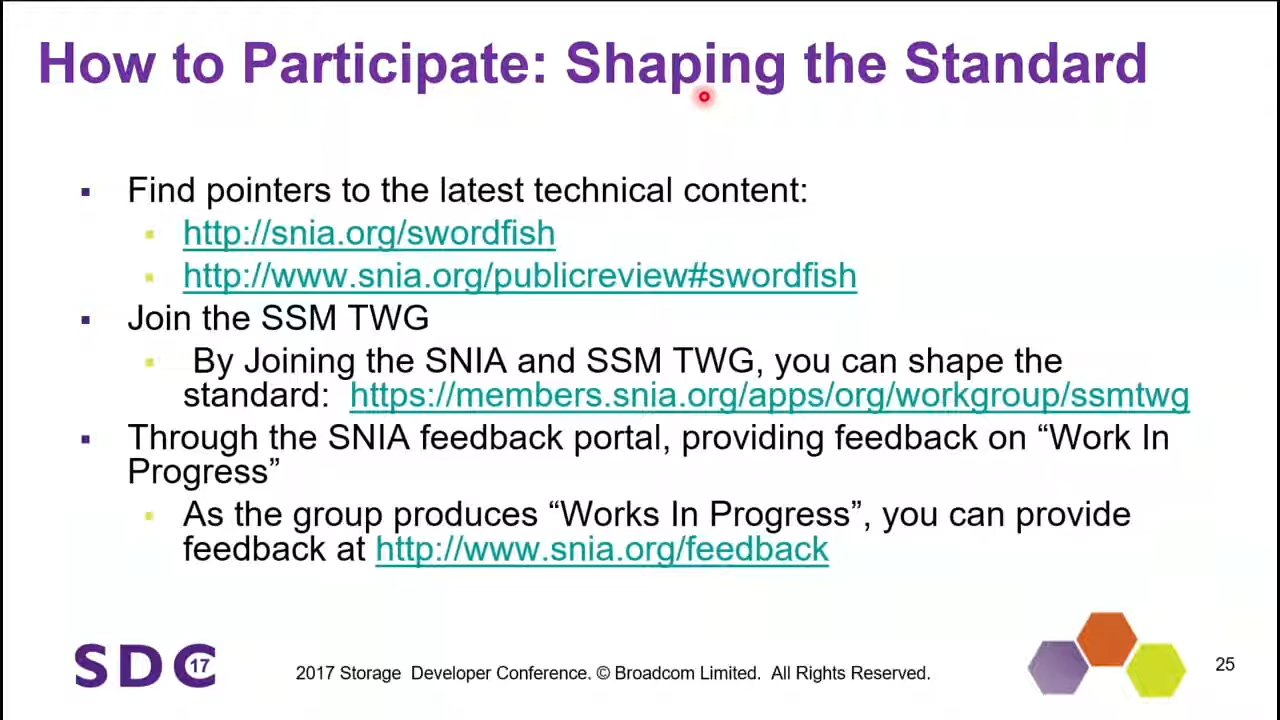 How to Participate: Shaping the Standard
Find pointers to the latest technical content:
http://snia.org/swordfish
http://www.snia.org/publicreview#swordfish
Join the SSM TWG
By Joining the SNIA and SSM TWG, you can shape the
standard: https://members.snia.org/apps/org/workgroup/ssmtwg
Through the SNIA feedback portal, providing feedback on “Work In
Progress”
As the group produces “Works In Progress”, you can provide
feedback at http://www.snia.org/feedback
SDC 17
2017 Storage Developer Conference. © Broadcom Limited. All Rights Reserved.
25